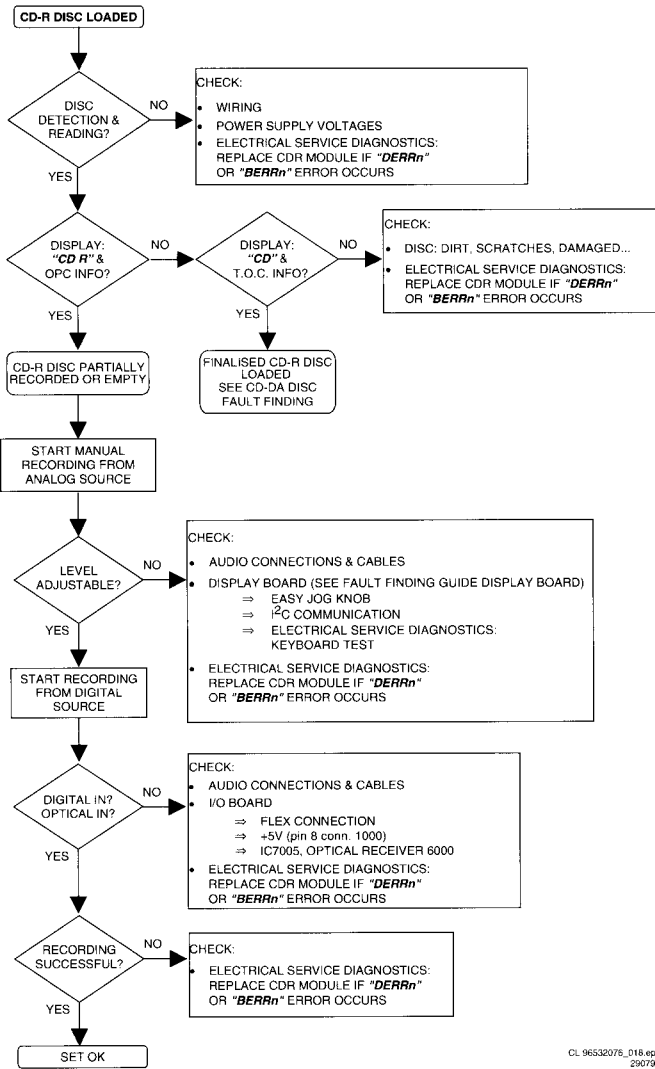 CD-R DISC LOADED
DISC
DETECTION &
READING?
NO
YES
CHECK:
• WIRING
• POWER SUPPLY VOLTAGES
• ELECTRICAL SERVICE DIAGNOSTICS:
REPLACE CDR MODULE IF "DERRn"
OR "BERRn" ERROR OCCURS
DISPLAY:
"CD R" &
OPC INFO?
NO
YES
DISPLAY:
"CD" &
T.O.C. INFO?
NO
YES
CHECK:
• DISC: DIRT, SCRATCHES, DAMAGED...
• ELECTRICAL SERVICE DIAGNOSTICS:
REPLACE CDR MODULE IF "DERRn"
OR "BERRn" ERROR OCCURS
CD-R DISC PARTIALLY
RECORDED OR EMPTY
FINALISED CD-R DISC
LOADED
SEE CD-DA DISC
FAULT FINDING
START MANUAL
RECORDING FROM
ANALOG SOURCE
LEVEL
ADJUSTABLE?
NO
YES
CHECK:
• AUDIO CONNECTIONS & CABLES
• DISPLAY BOARD (SEE FAULT FINDING GUIDE DISPLAY BOARD)
⇒ EASY JOG KNOB
⇒ I²C COMMUNICATION
⇒ ELECTRICAL SERVICE DIAGNOSTICS:
KEYBOARD TEST
• ELECTRICAL SERVICE DIAGNOSTICS:
REPLACE CDR MODULE IF "DERRn"
OR "BERRn" ERROR OCCURS
START RECORDING
FROM DIGITAL
SOURCE
DIGITAL IN?
OPTICAL IN?
NO
YES
CHECK:
• AUDIO CONNECTIONS & CABLES
• I/O BOARD
⇒ FLEX CONNECTION
⇒ +5V (pin 8 conn. 1000)
⇒ IC7005, OPTICAL RECEIVER 6000
• ELECTRICAL SERVICE DIAGNOSTICS:
REPLACE CDR MODULE IF "DERRn"
OR "BERRn" ERROR OCCURS
RECORDING
SUCCESSFUL?
NO
YES
CHECK:
• ELECTRICAL SERVICE DIAGNOSTICS:
REPLACE CDR MODULE IF "DERRn"
OR "BERRn" ERROR OCCURS
SET OK
CL 96532076_018.ep
29079